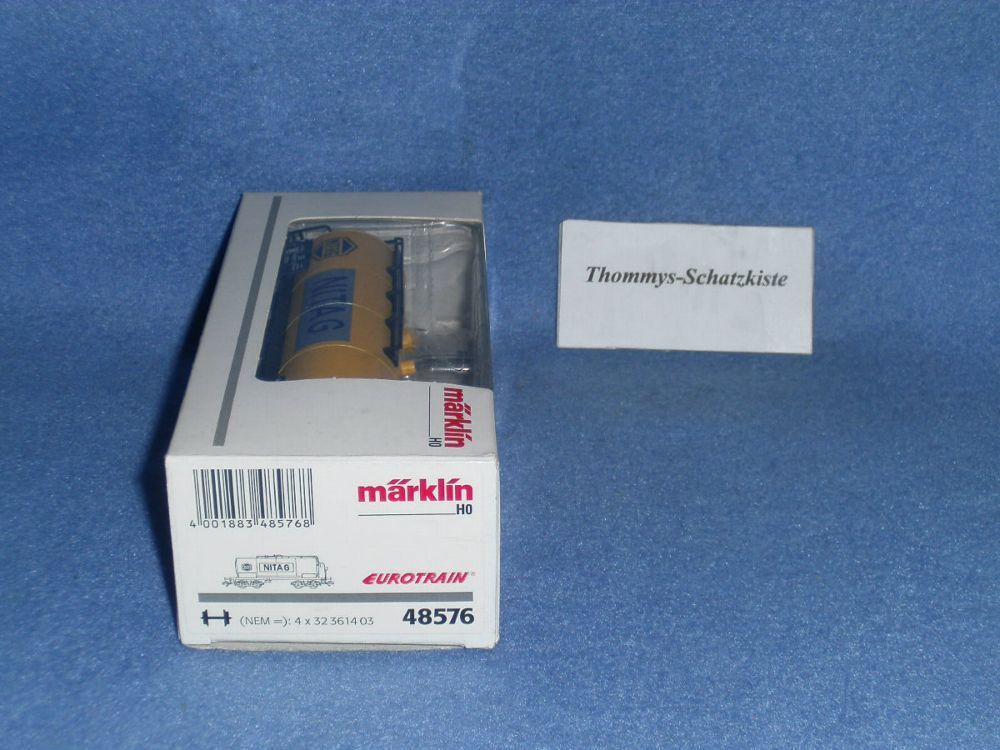 NITAG
märklin
H0
Thommys-Schatzkiste
4 001883 485768
märklin
H0
NITAG
EUROTRAIN®
(NEM =): 4 x 32 3614 03
48576